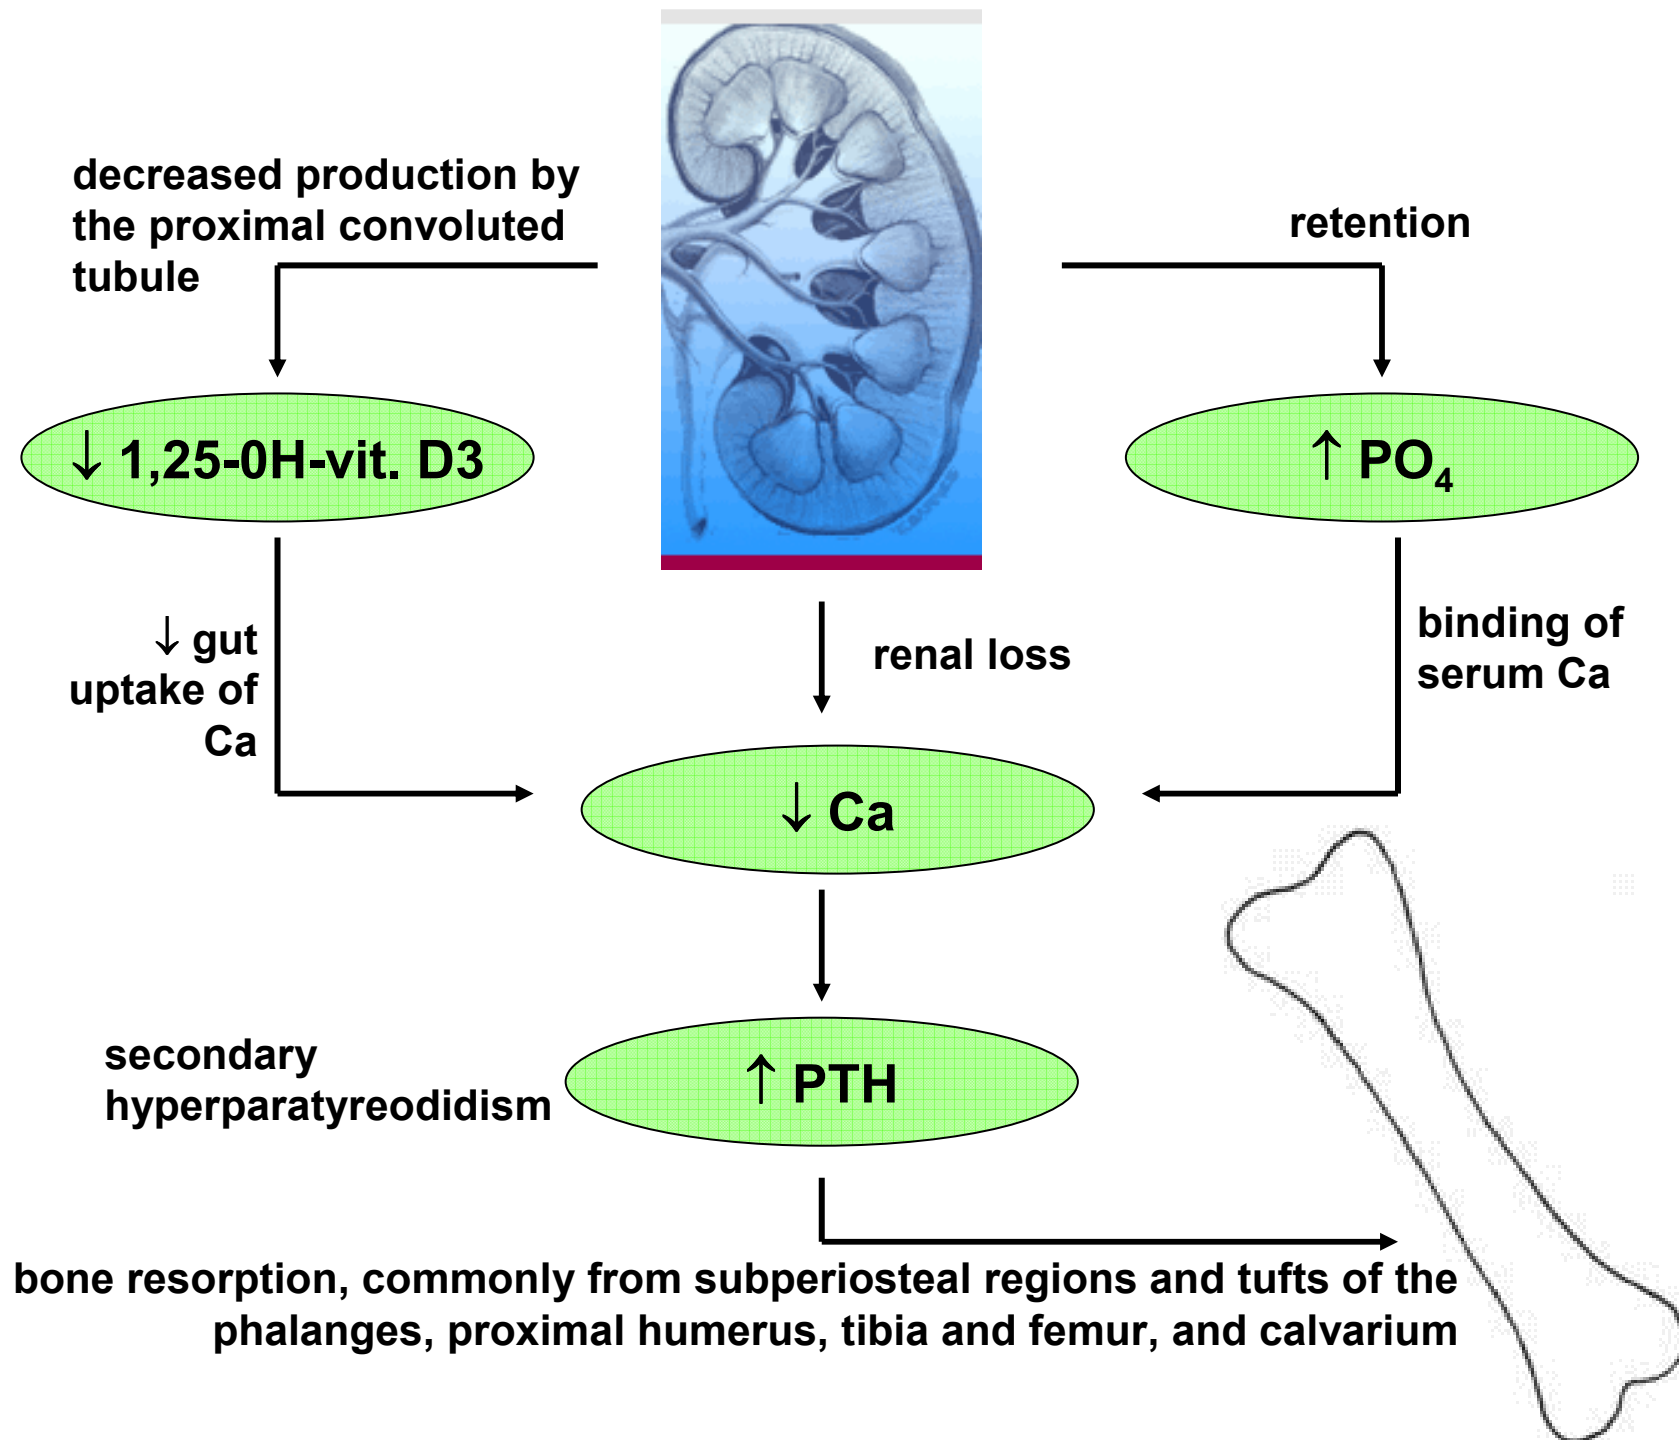 decreased production by
the proximal convoluted
tubule
retention
↓ 1,25-0H-vit. D3
↑ PO₄
↓ gut
uptake of
Ca
renal loss
binding of
serum Ca
↓ Ca
secondary
hyperparatyreodidism
↑ PTH
bone resorption, commonly from subperiosteal regions and tufts of the
phalanges, proximal humerus, tibia and femur, and calvarium